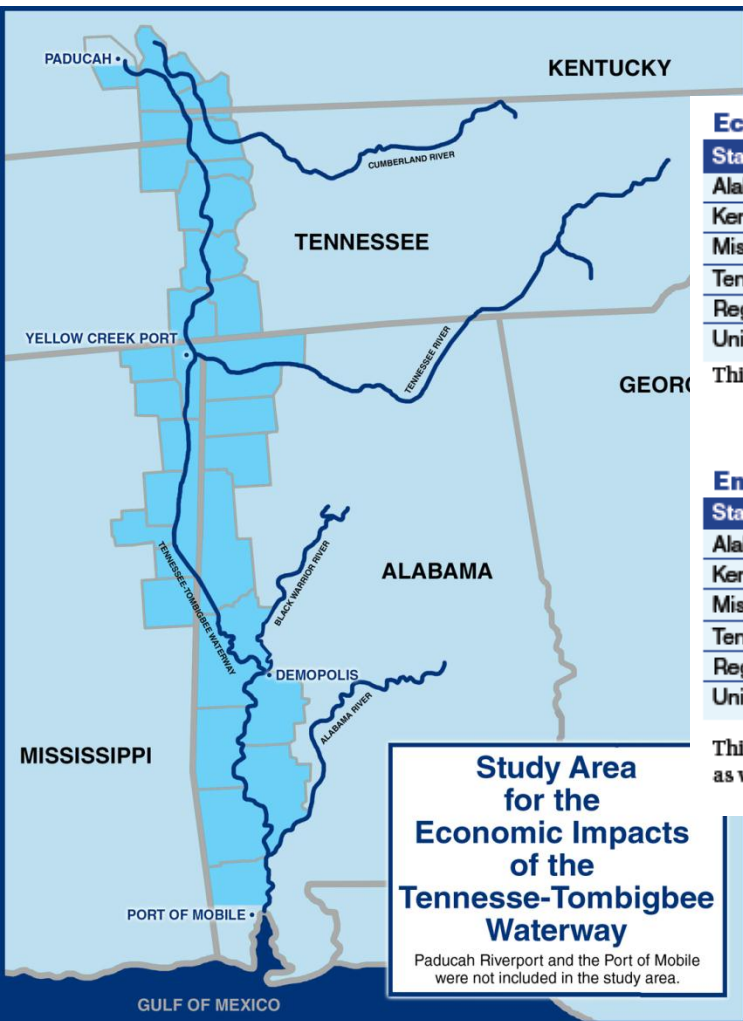 PADUCAH
KENTUCKY
CUMBERLAND RIVER
TENNESSEE
YELLOW CREEK PORT
TENNESSEE RIVER
TENNESSEE-TOMBIGBEE WATERWAY
BLACK WARRIOR RIVER
ALABAMA
DEMOPOLIS
ALABAMA RIVER
MISSISSIPPI
PORT OF MOBILE
GULF OF MEXICO
Study Area
for the
Economic Impacts
of the
Tennesse-Tombigbee
Waterway
Paducah Riverport and the Port of Mobile
were not included in the study area.